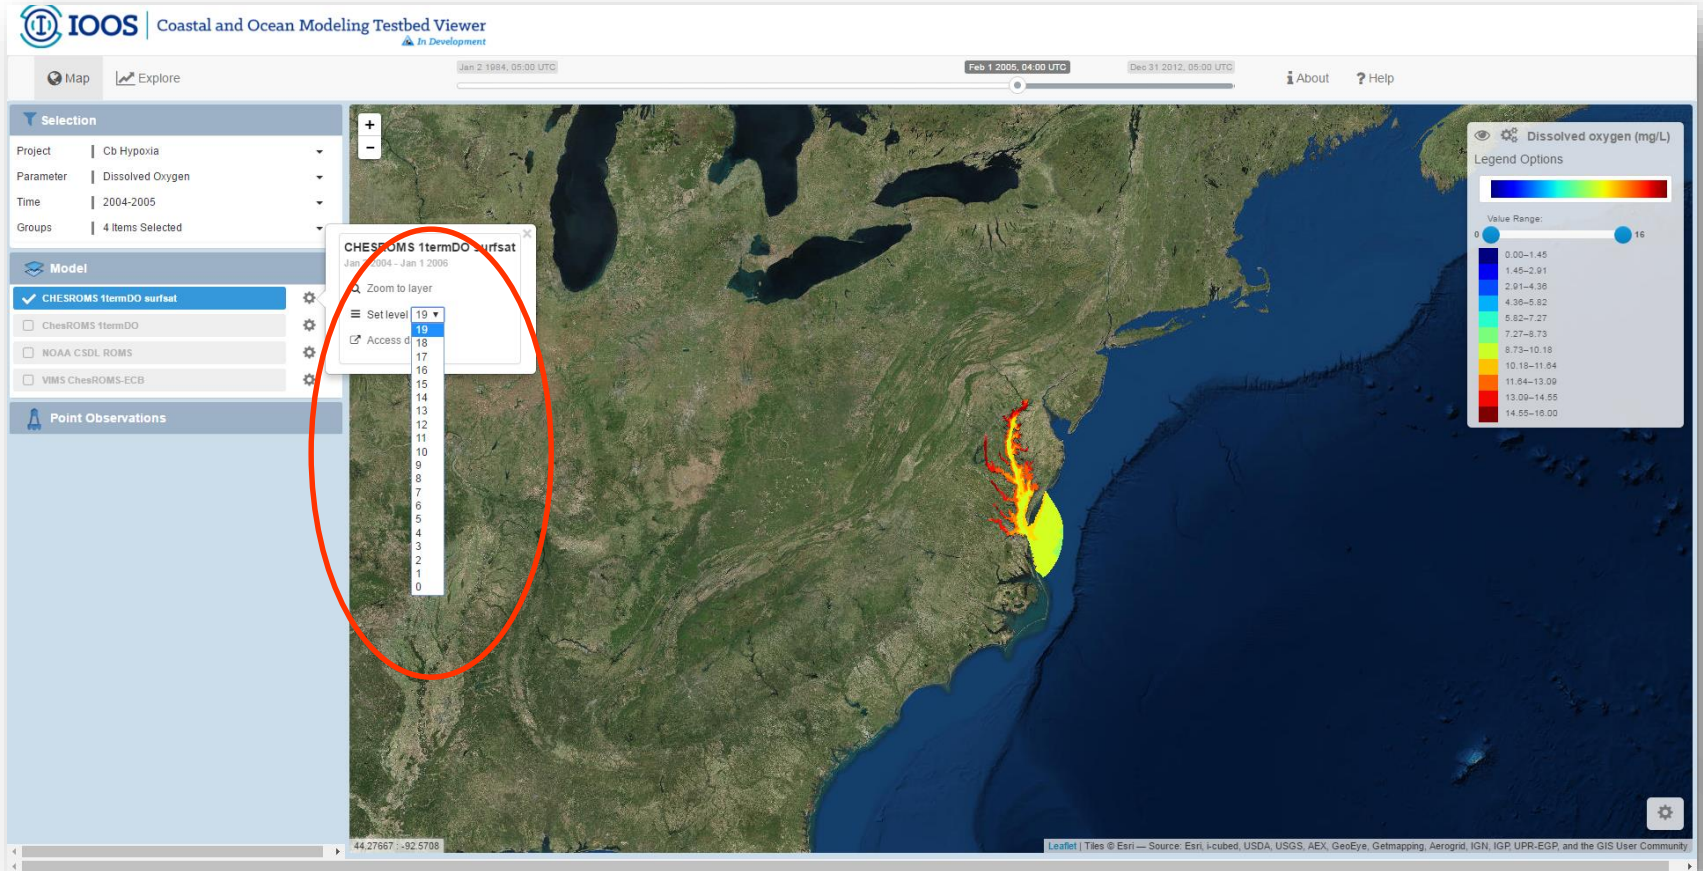 IOOS Coastal and Ocean Modeling Testbed Viewer
In Development
Map Explore
Jan 2 1984, 05:00 UTC Feb 1 2005, 04:00 UTC Dec 31 2012, 05:00 UTC
About Help
Selection
Project Cb Hypoxia
Parameter Dissolved Oxygen
Time 2004-2005
Groups 4 Items Selected
Model
CHESROMS 1termDO surfsat
ChesROMS 1termDO
NOAA CSDL ROMS
VIMS ChesROMS-ECB
Point Observations
+
-
CHESROMS 1termDO surfsat
2004 - Jan 1 2006
Zoom to layer
Set level 19
Access d
19
18
17
16
15
14
13
12
11
10
9
8
7
6
5
4
3
2
1
0
Dissolved oxygen (mg/L)
Legend Options
Value Range:
0 16
0.00–1.45
1.45–2.91
2.91–4.36
4.36–5.82
5.82–7.27
7.27–8.73
8.73–10.18
10.18–11.64
11.64–13.09
13.09–14.55
14.55–16.00
44.27667 : -92.5708
Leaflet | Tiles © Esri — Source: Esri, i-cubed, USDA, USGS, AEX, GeoEye, Getmapping, Aerogrid, IGN, IGP, UPR-EGP, and the GIS User Community